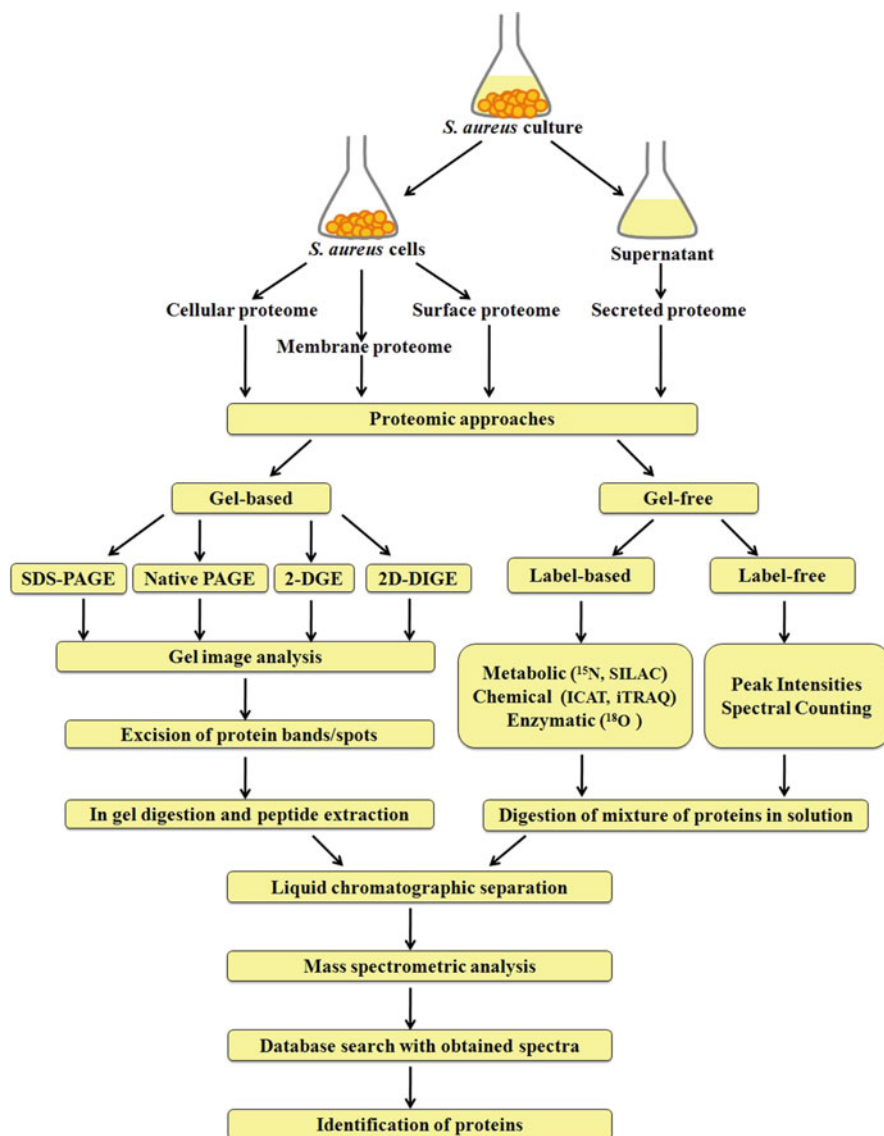 S. aureus culture
S. aureus cells
Supernatant
Cellular proteome
Surface proteome
Secreted proteome
Membrane proteome
Proteomic approaches
Gel-based
Gel-free
SDS-PAGE
Native PAGE
2-DGE
2D-DIGE
Label-based
Label-free
Gel image analysis
Metabolic (¹⁵N, SILAC)
Chemical (ICAT, iTRAQ)
Enzymatic (¹⁸O )
Peak Intensities
Spectral Counting
Excision of protein bands/spots
In gel digestion and peptide extraction
Digestion of mixture of proteins in solution
Liquid chromatographic separation
Mass spectrometric analysis
Database search with obtained spectra
Identification of proteins